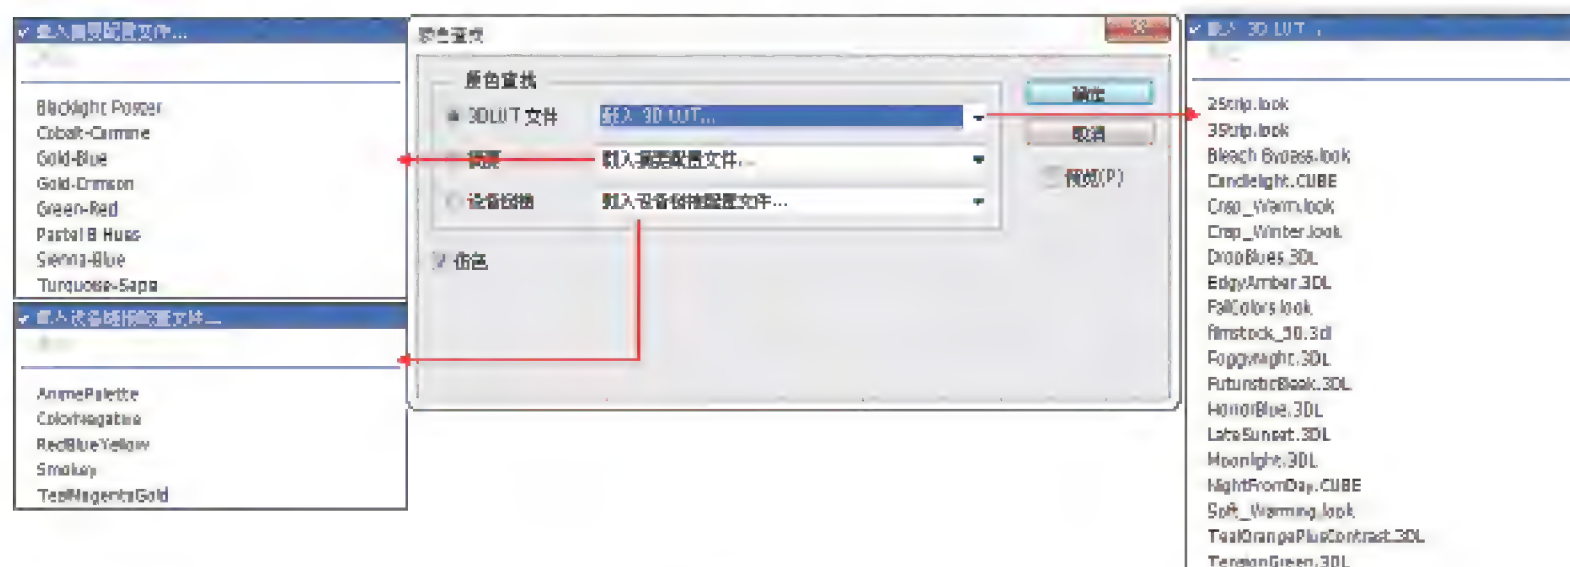 载入摘要配置文件...
Blacklight Poster
Cobalt-Carmine
Gold-Blue
Gold-Crimson
Green-Red
Pastel 8 Hues
Sienna-Blue
Turquoise-Sepia
载入设备链接配置文件...
AnimePalette
ColorNegative
RedBlueYellow
Smokey
TealMagentaGold
颜色查找
颜色查找
3DLUT 文件
载入 3D LUT...
摘要
载入摘要配置文件...
设备链接
载入设备链接配置文件...
仿色
确定
取消
预览(P)
载入 3D LUT...
2Strip.look
3Strip.look
Bleach Bypass.look
Candlelight.CUBE
Crisp_Warm.look
Crisp_Winter.look
DropBlues.3DL
EdgyAmber.3DL
FallColors.look
filmstock_50.3dl
FoggyNight.3DL
FuturisticBleak.3DL
HorrorBlue.3DL
LateSunset.3DL
Moonlight.3DL
NightFromDay.CUBE
Soft_Warming.look
TealOrangePlusContrast.3DL
TensionGreen.3DL